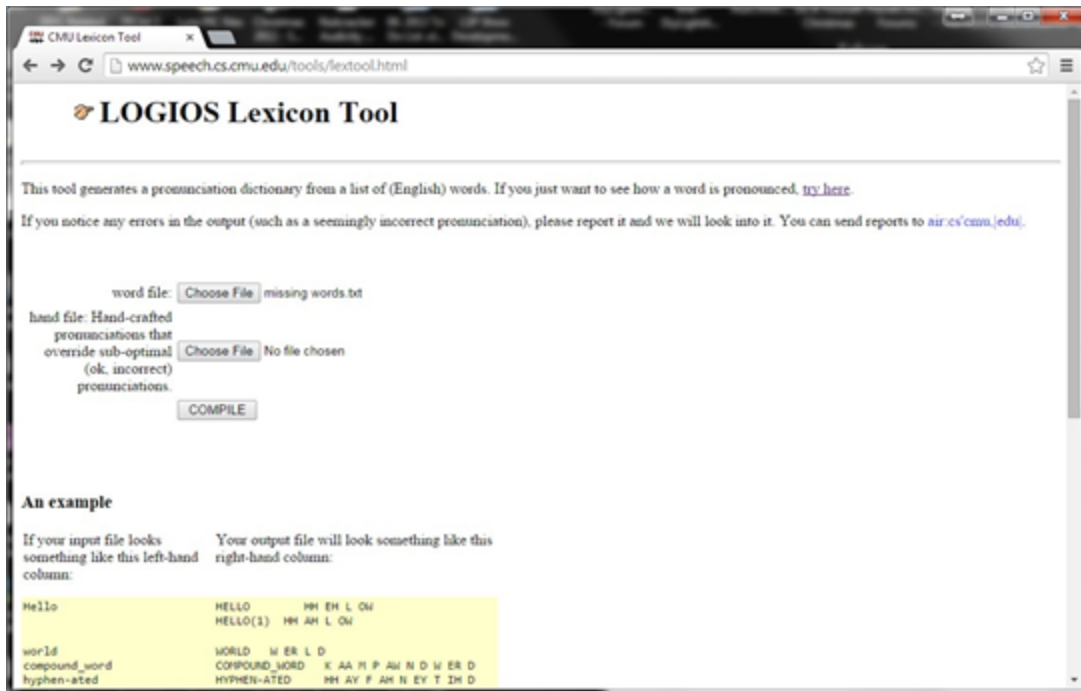 CMU Lexicon Tool
www.speech.cs.cmu.edu/tools/lextool.html
LOGIOS Lexicon Tool
This tool generates a pronunciation dictionary from a list of (English) words. If you just want to see how a word is pronounced, try here.
If you notice any errors in the output (such as a seemingly incorrect pronunciation), please report it and we will look into it. You can send reports to air:cs'cmu,|edu|.
word file: Choose File missing words.txt
hand file: Hand-crafted
pronunciations that
override sub-optimal Choose File No file chosen
(ok, incorrect)
pronunciations.
COMPILE
An example
If your input file looks Your output file will look something like this
something like this left-hand right-hand column:
column:
Hello HELLO HH EH L OW
HELLO(1) HH AH L OW
world WORLD W ER L D
compound_word COMPOUND_WORD K AA M P AW N D W ER D
hyphen-ated HYPHEN-ATED HH AY F AH N EY T IH D